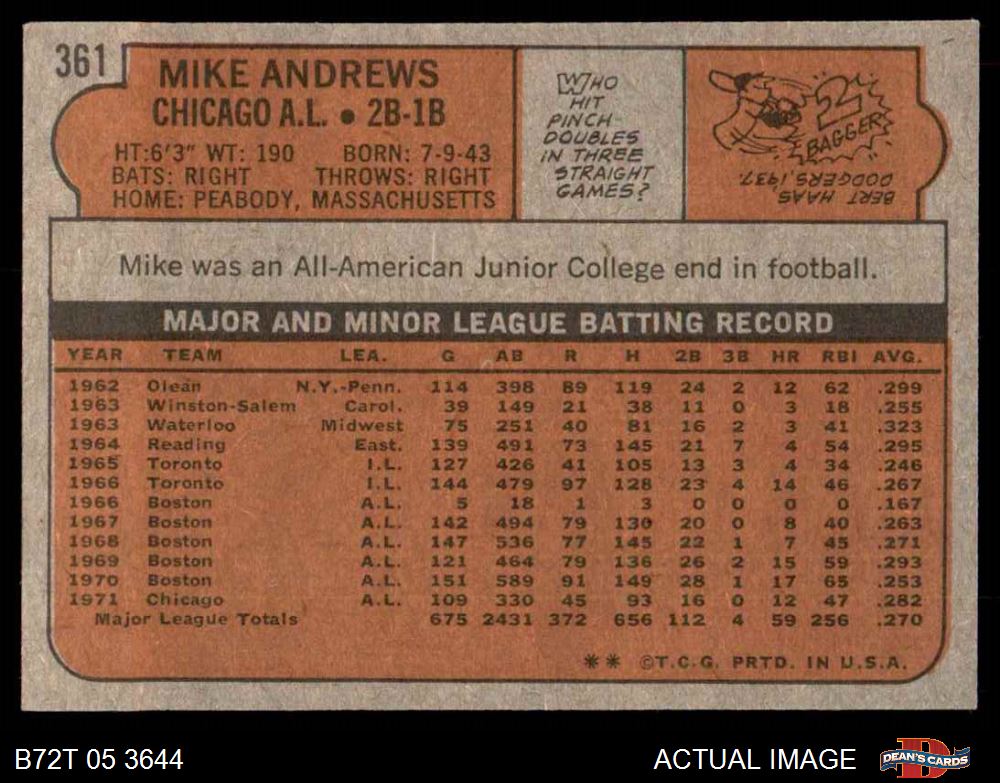 361
MIKE ANDREWS
CHICAGO A.L. • 2B-1B
HT:6'3" WT: 190 BORN: 7-9-43
BATS: RIGHT THROWS: RIGHT
HOME: PEABODY, MASSACHUSETTS
WHO
HIT
PINCH-
DOUBLES
IN THREE
STRAIGHT
GAMES?
2
BAGGER
BERT HAAS
DODGERS, 1937.
Mike was an All-American Junior College end in football.
MAJOR AND MINOR LEAGUE BATTING RECORD
YEAR TEAM LEA. G AB R H 2B 3B HR RBI AVG.
1962 Olean N.Y.-Penn. 114 398 89 119 24 2 12 62 .299
1963 Winston-Salem Carol. 39 149 21 38 11 0 3 18 .255
1963 Waterloo Midwest 75 251 40 81 16 2 3 41 .323
1964 Reading East. 139 491 73 145 21 7 4 54 .295
1965 Toronto I.L. 127 426 41 105 13 3 4 34 .246
1966 Toronto I.L. 144 479 97 128 23 4 14 46 .267
1966 Boston A.L. 5 18 1 3 0 0 0 0 .167
1967 Boston A.L. 142 494 79 130 20 0 8 40 .263
1968 Boston A.L. 147 536 77 145 22 1 7 45 .271
1969 Boston A.L. 121 464 79 136 26 2 15 59 .293
1970 Boston A.L. 151 589 91 149 28 1 17 65 .253
1971 Chicago A.L. 109 330 45 93 16 0 12 47 .282
Major League Totals 675 2431 372 656 112 4 59 256 .270
** ©T.C.G. PRTD. IN U.S.A.
B72T 05 3644
ACTUAL IMAGE
D
DEAN'S CARDS